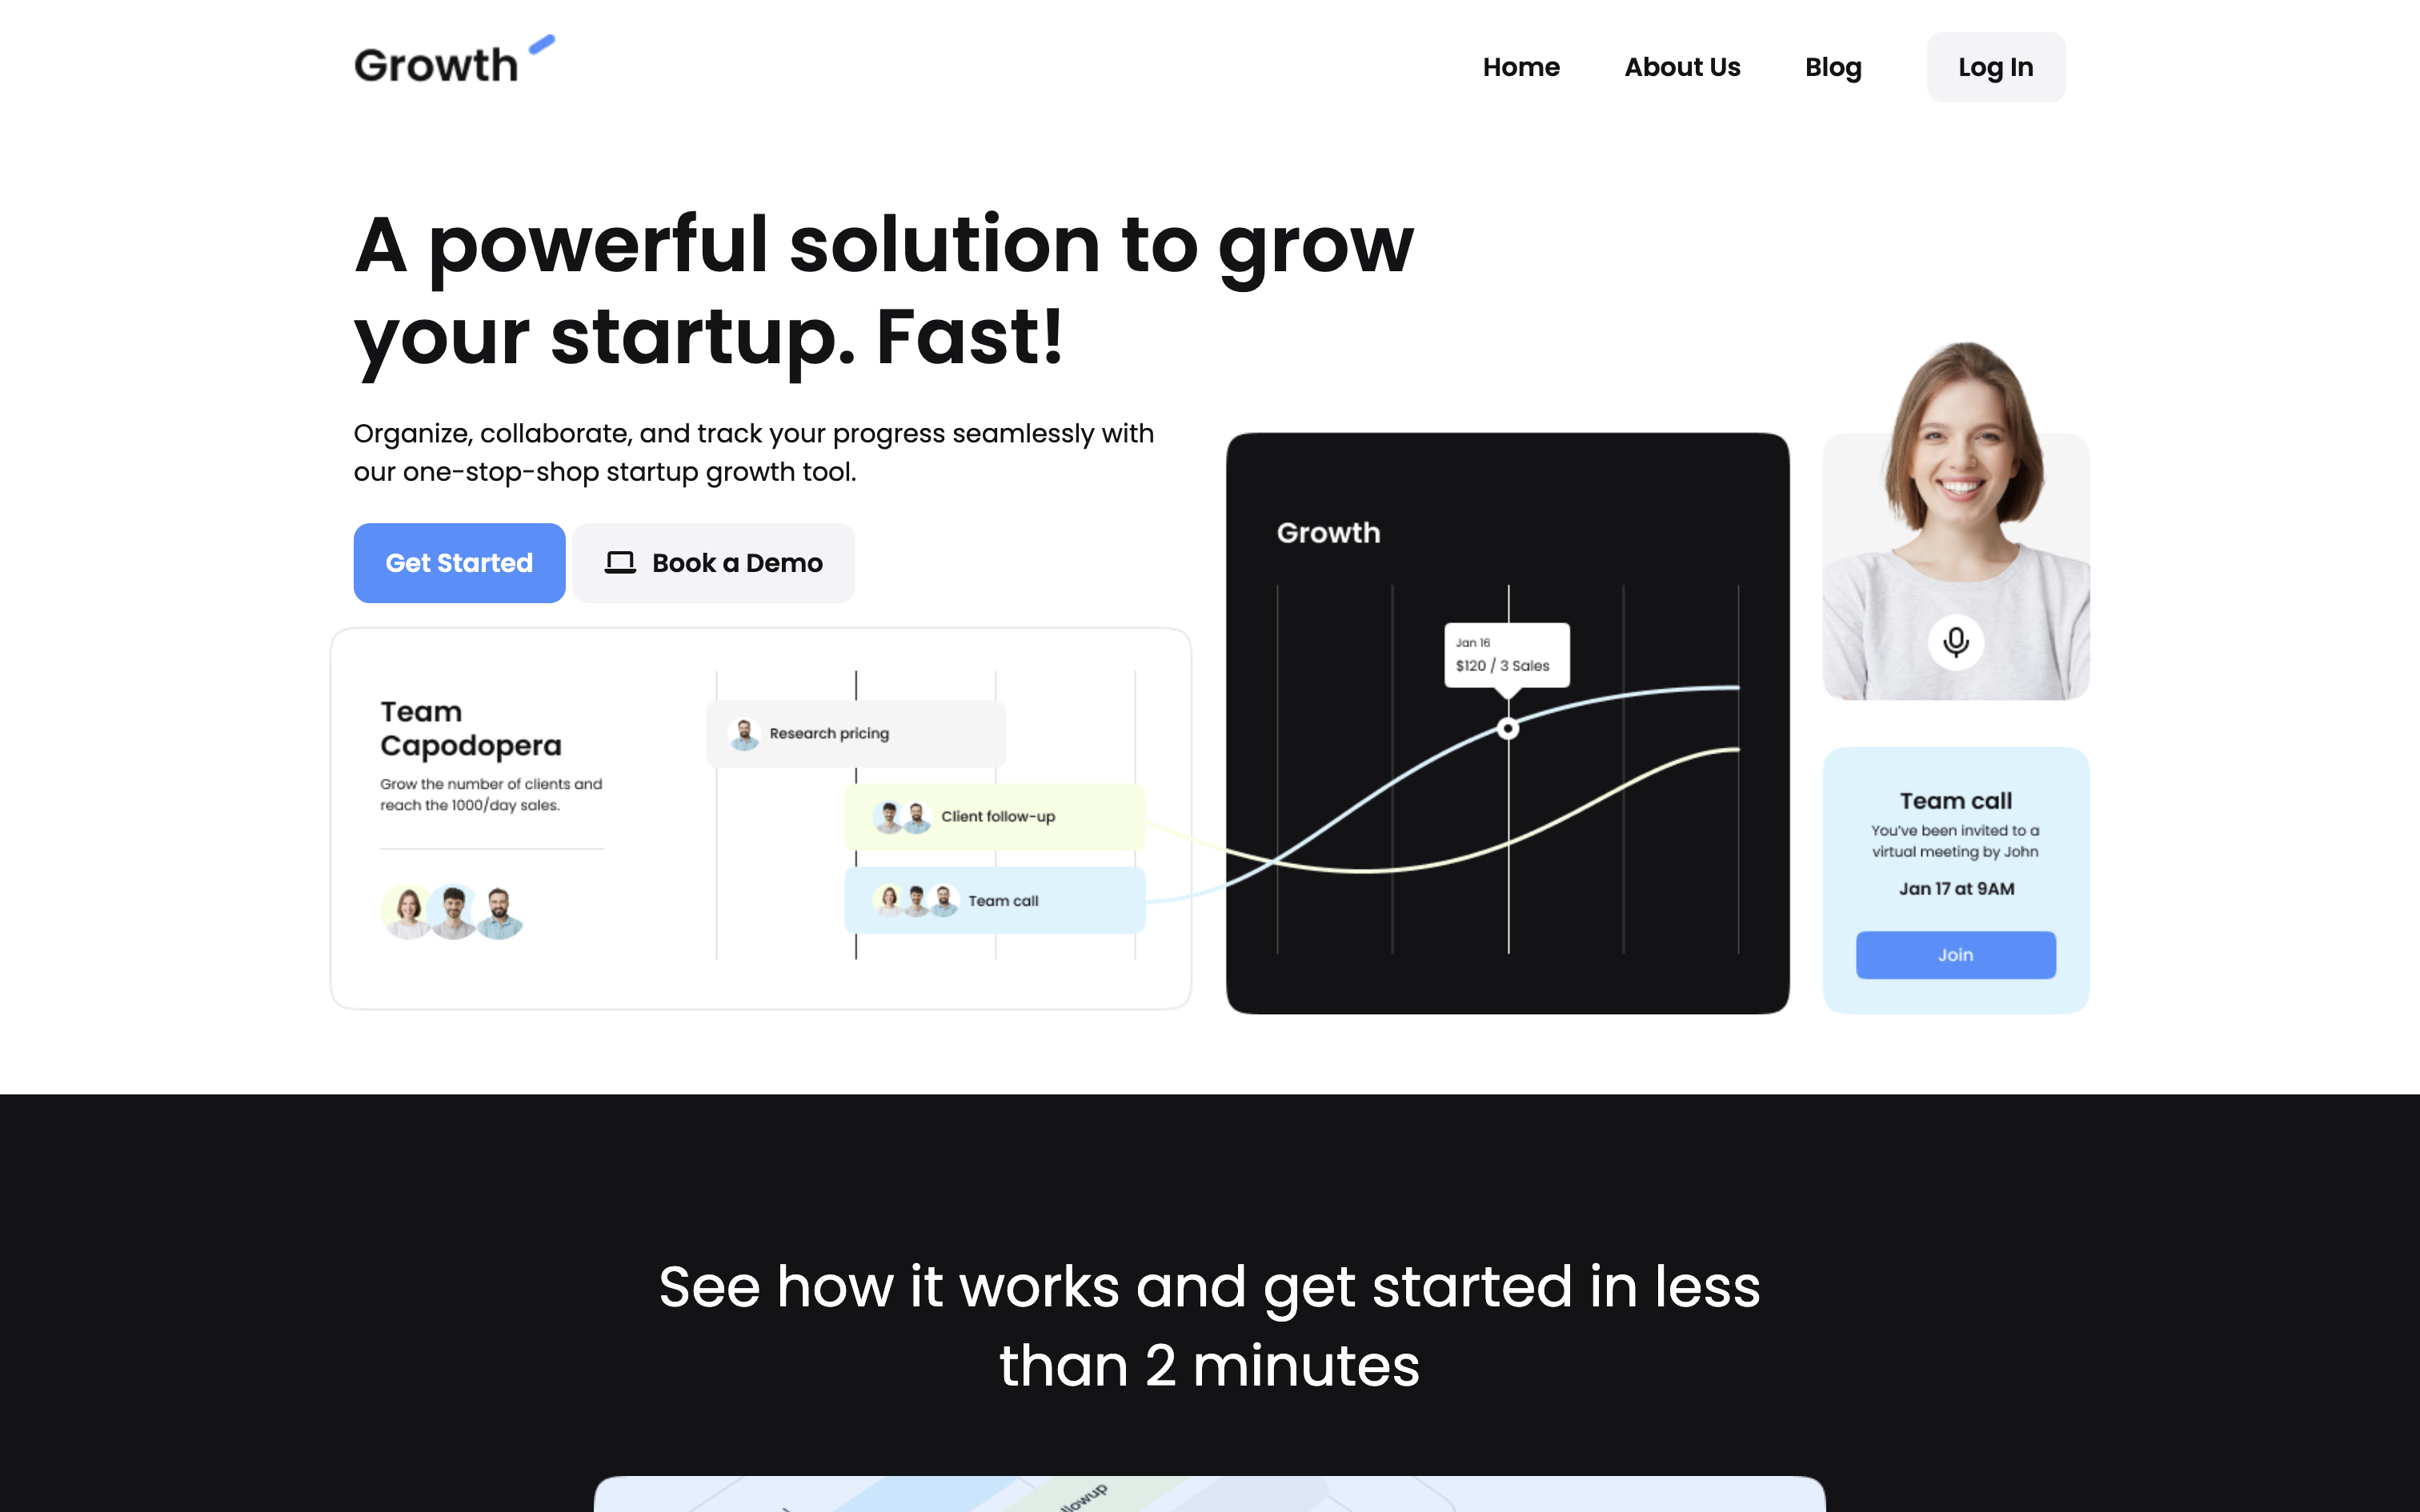 Growth
Home
About Us
Blog
Log In
A powerful solution to grow
your startup. Fast!
Organize, collaborate, and track your progress seamlessly with
our one-stop-shop startup growth tool.
Get Started
Book a Demo
Team
Capodopera
Grow the number of clients and
reach the 1000/day sales.
Research pricing
Client follow-up
Team call
Growth
Jan 16
$120 / 3 Sales
Team call
You've been invited to a
virtual meeting by John
Jan 17 at 9AM
Join
See how it works and get started in less
than 2 minutes